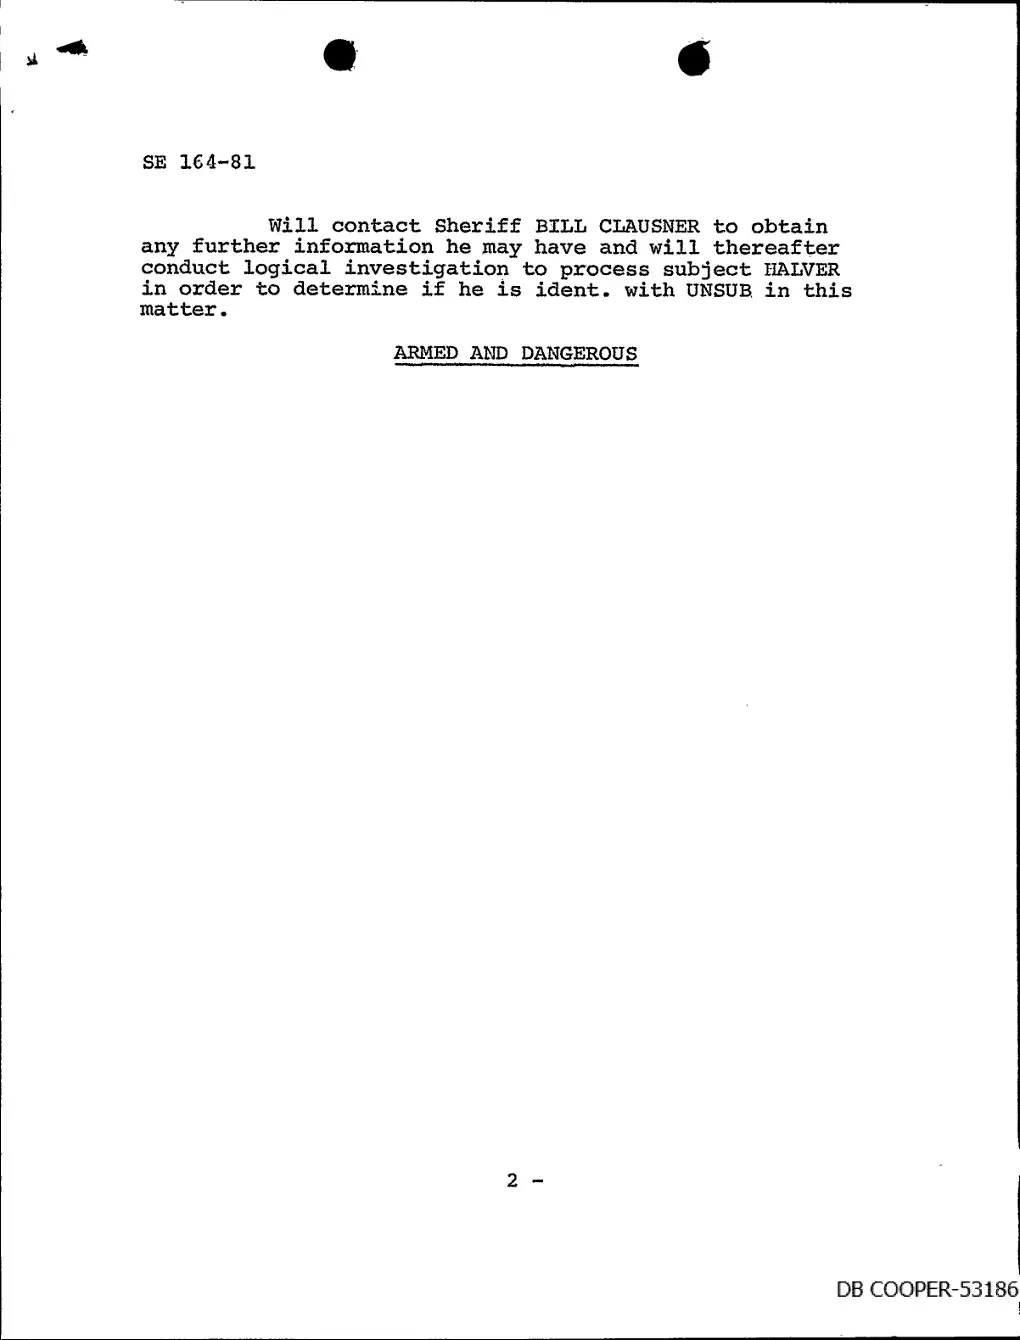 SE 164-81
Will contact Sheriff BILL CLAUSNER to obtain
any further information he may have and will thereafter
conduct logical investigation to process subject HALVER
in order to determine if he is ident. with UNSUB in this
matter.
ARMED AND DANGEROUS
2 -
DB COOPER-53186